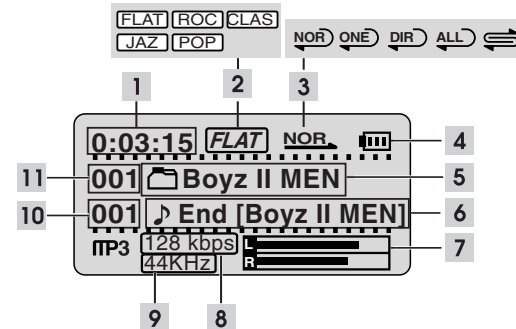 FLAT ROC CLAS
JAZ POP
NOR ONE DIR ALL
1 2 3
0:03:15 FLAT NOR 4
11 001 Boyz II MEN 5
10 001 End [Boyz II MEN] 6
MP3 128 kbps L 7
44KHz R
9 8